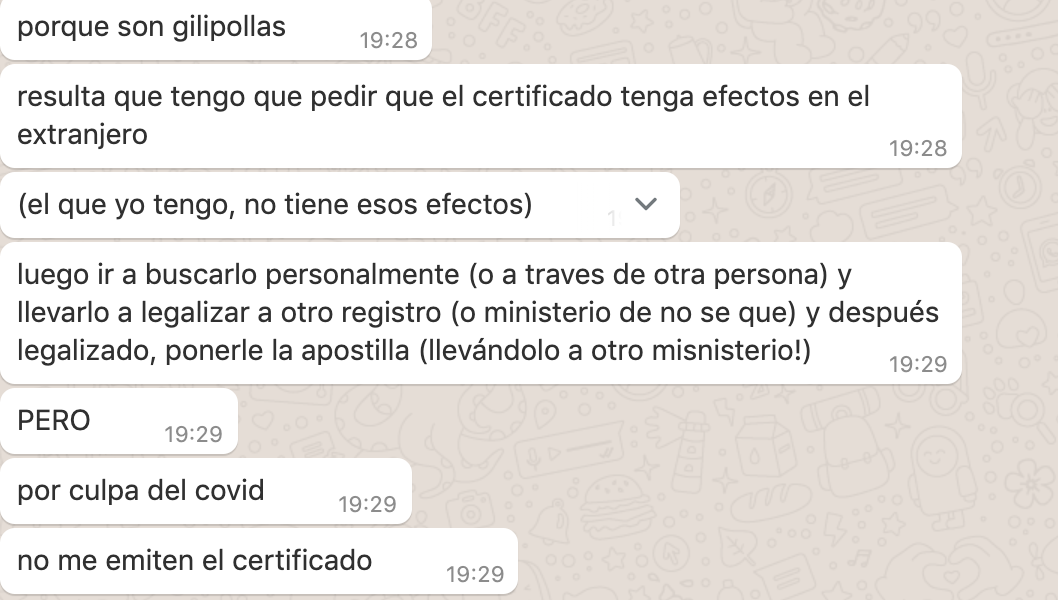 porque son gilipollas
19:28
resulta que tengo que pedir que el certificado tenga efectos en el
extranjero
19:28
(el que yo tengo, no tiene esos efectos)
luego ir a buscarlo personalmente (o a traves de otra persona) y
llevarlo a legalizar a otro registro (o ministerio de no se que) y después
legalizado, ponerle la apostilla (llevándolo a otro misnisterio!)
19:29
PERO
19:29
por culpa del covid
19:29
no me emiten el certificado
19:29